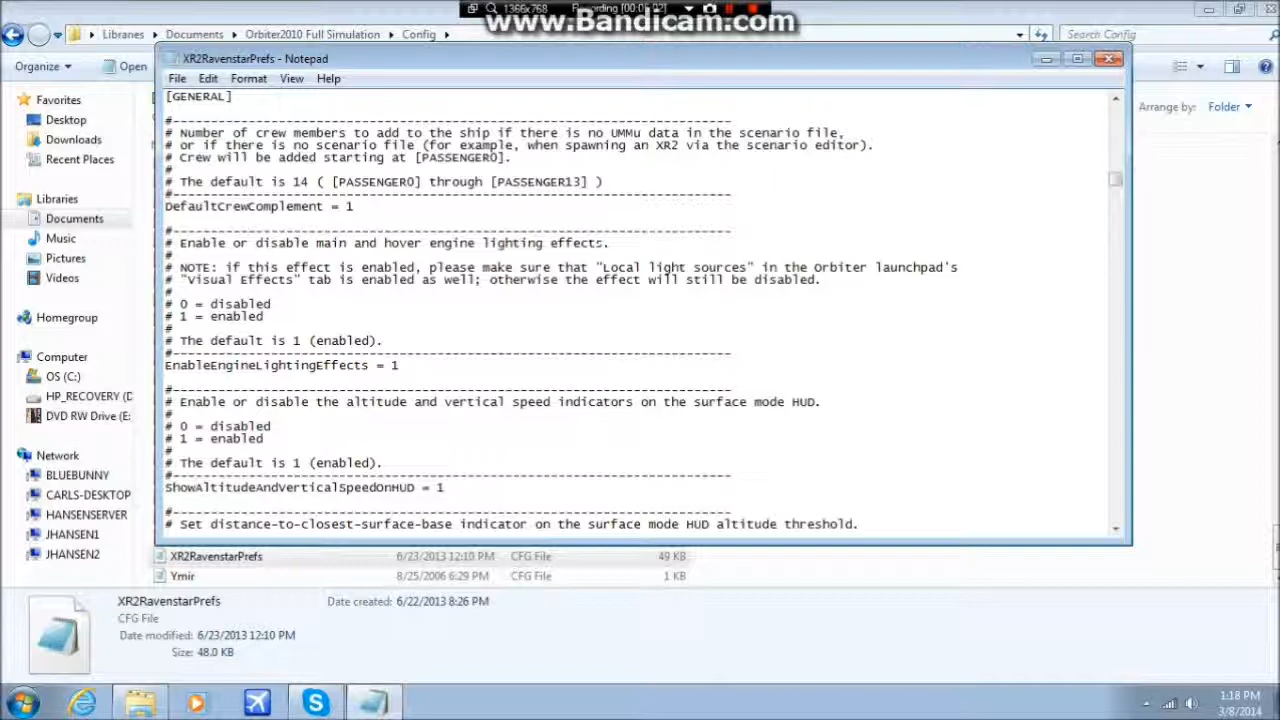 1366x768 Recording [00:05:02]
www.Bandicam.com
Libraries Documents Orbiter2010 Full Simulation Config
Search Config
XR2RavenstarPrefs - Notepad
Organize Open
File Edit Format View Help
Arrange by: Folder
Favorites
Desktop
Downloads
Recent Places
Libraries
Documents
Music
Pictures
Videos
Homegroup
Computer
OS (C:)
HP_RECOVERY (D
DVD RW Drive (E:
Network
BLUEBUNNY
CARLS-DESKTOP
HANSENSERVER
JHANSEN1
JHANSEN2
[GENERAL]
#--------------------------------------------------------------------------
# Number of crew members to add to the ship if there is no UMMu data in the scenario file,
# or if there is no scenario file (for example, when spawning an XR2 via the scenario editor).
# Crew will be added starting at [PASSENGER0].
#
# The default is 14 ( [PASSENGER0] through [PASSENGER13] )
#--------------------------------------------------------------------------
DefaultCrewComplement = 1
#--------------------------------------------------------------------------
# Enable or disable main and hover engine lighting effects.
#
# NOTE: if this effect is enabled, please make sure that "Local light sources" in the Orbiter launchpad's
# "Visual Effects" tab is enabled as well; otherwise the effect will still be disabled.
#
# 0 = disabled
# 1 = enabled
#
# The default is 1 (enabled).
#--------------------------------------------------------------------------
EnableEngineLightingEffects = 1
#--------------------------------------------------------------------------
# Enable or disable the altitude and vertical speed indicators on the surface mode HUD.
#
# 0 = disabled
# 1 = enabled
#
# The default is 1 (enabled).
#--------------------------------------------------------------------------
ShowAltitudeAndVerticalSpeedOnHUD = 1
#--------------------------------------------------------------------------
# Set distance-to-closest-surface-base indicator on the surface mode HUD altitude threshold.
XR2RavenstarPrefs 6/23/2013 12:10 PM CFG File 49 KB
Ymir 8/25/2006 6:29 PM CFG File 1 KB
XR2RavenstarPrefs Date created: 6/22/2013 8:26 PM
CFG File
Date modified: 6/23/2013 12:10 PM
Size: 48.0 KB
1:18 PM
3/8/2014